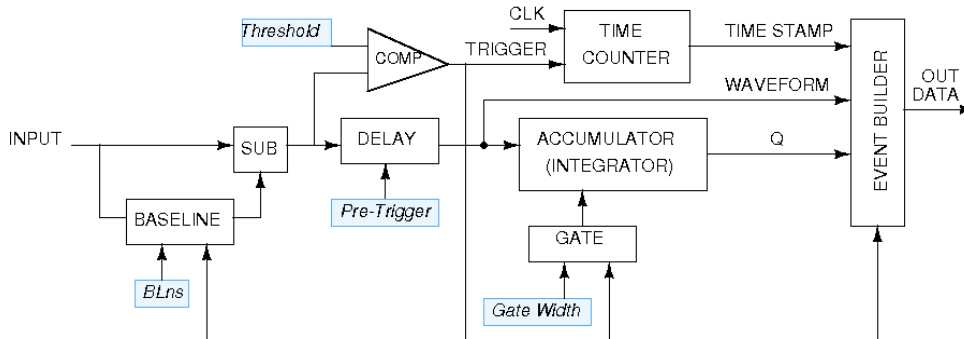 CLK
Threshold
TIME
COUNTER
TIME STAMP
COMP
TRIGGER
WAVEFORM
EVENT BUILDER
OUT
DATA
INPUT
SUB
DELAY
ACCUMULATOR
(INTEGRATOR)
Q
BASELINE
Pre-Trigger
GATE
BLns
Gate Width